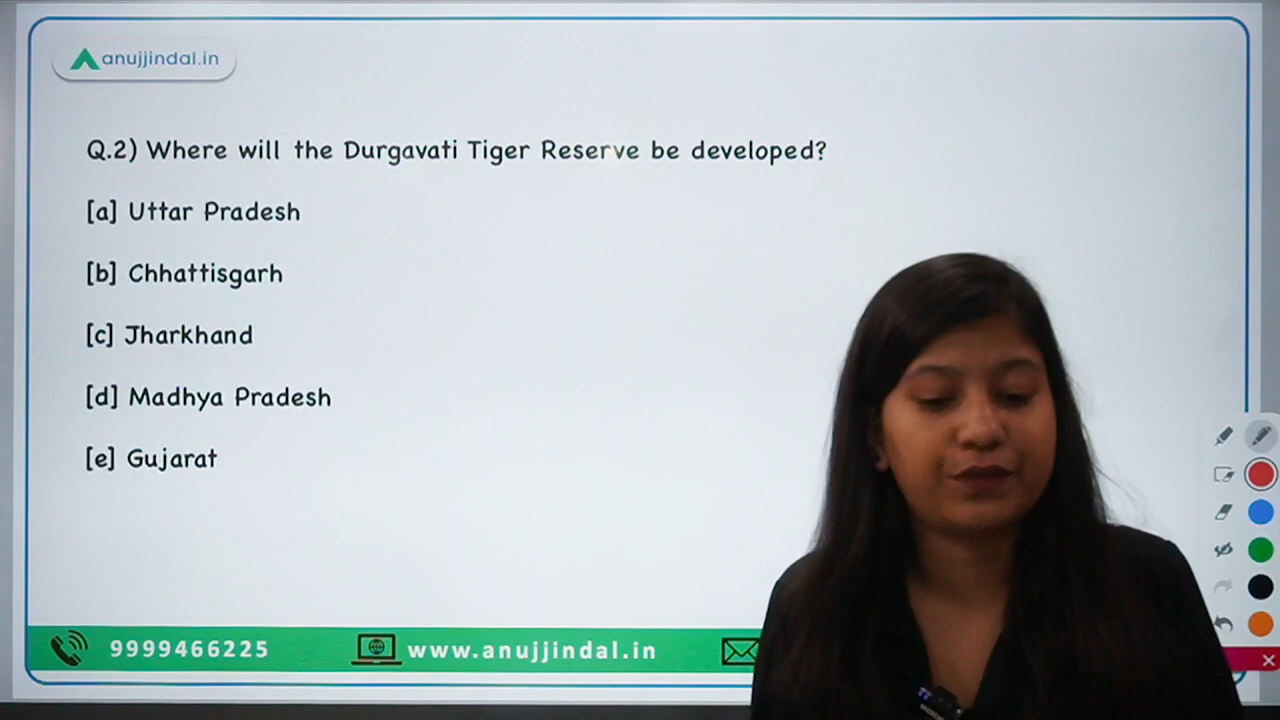 anujjindal.in
Q.2) Where will the Durgavati Tiger Reserve be developed?
[a] Uttar Pradesh
[b] Chhattisgarh
[c] Jharkhand
[d] Madhya Pradesh
[e] Gujarat
9999466225
www.anujjindal.in